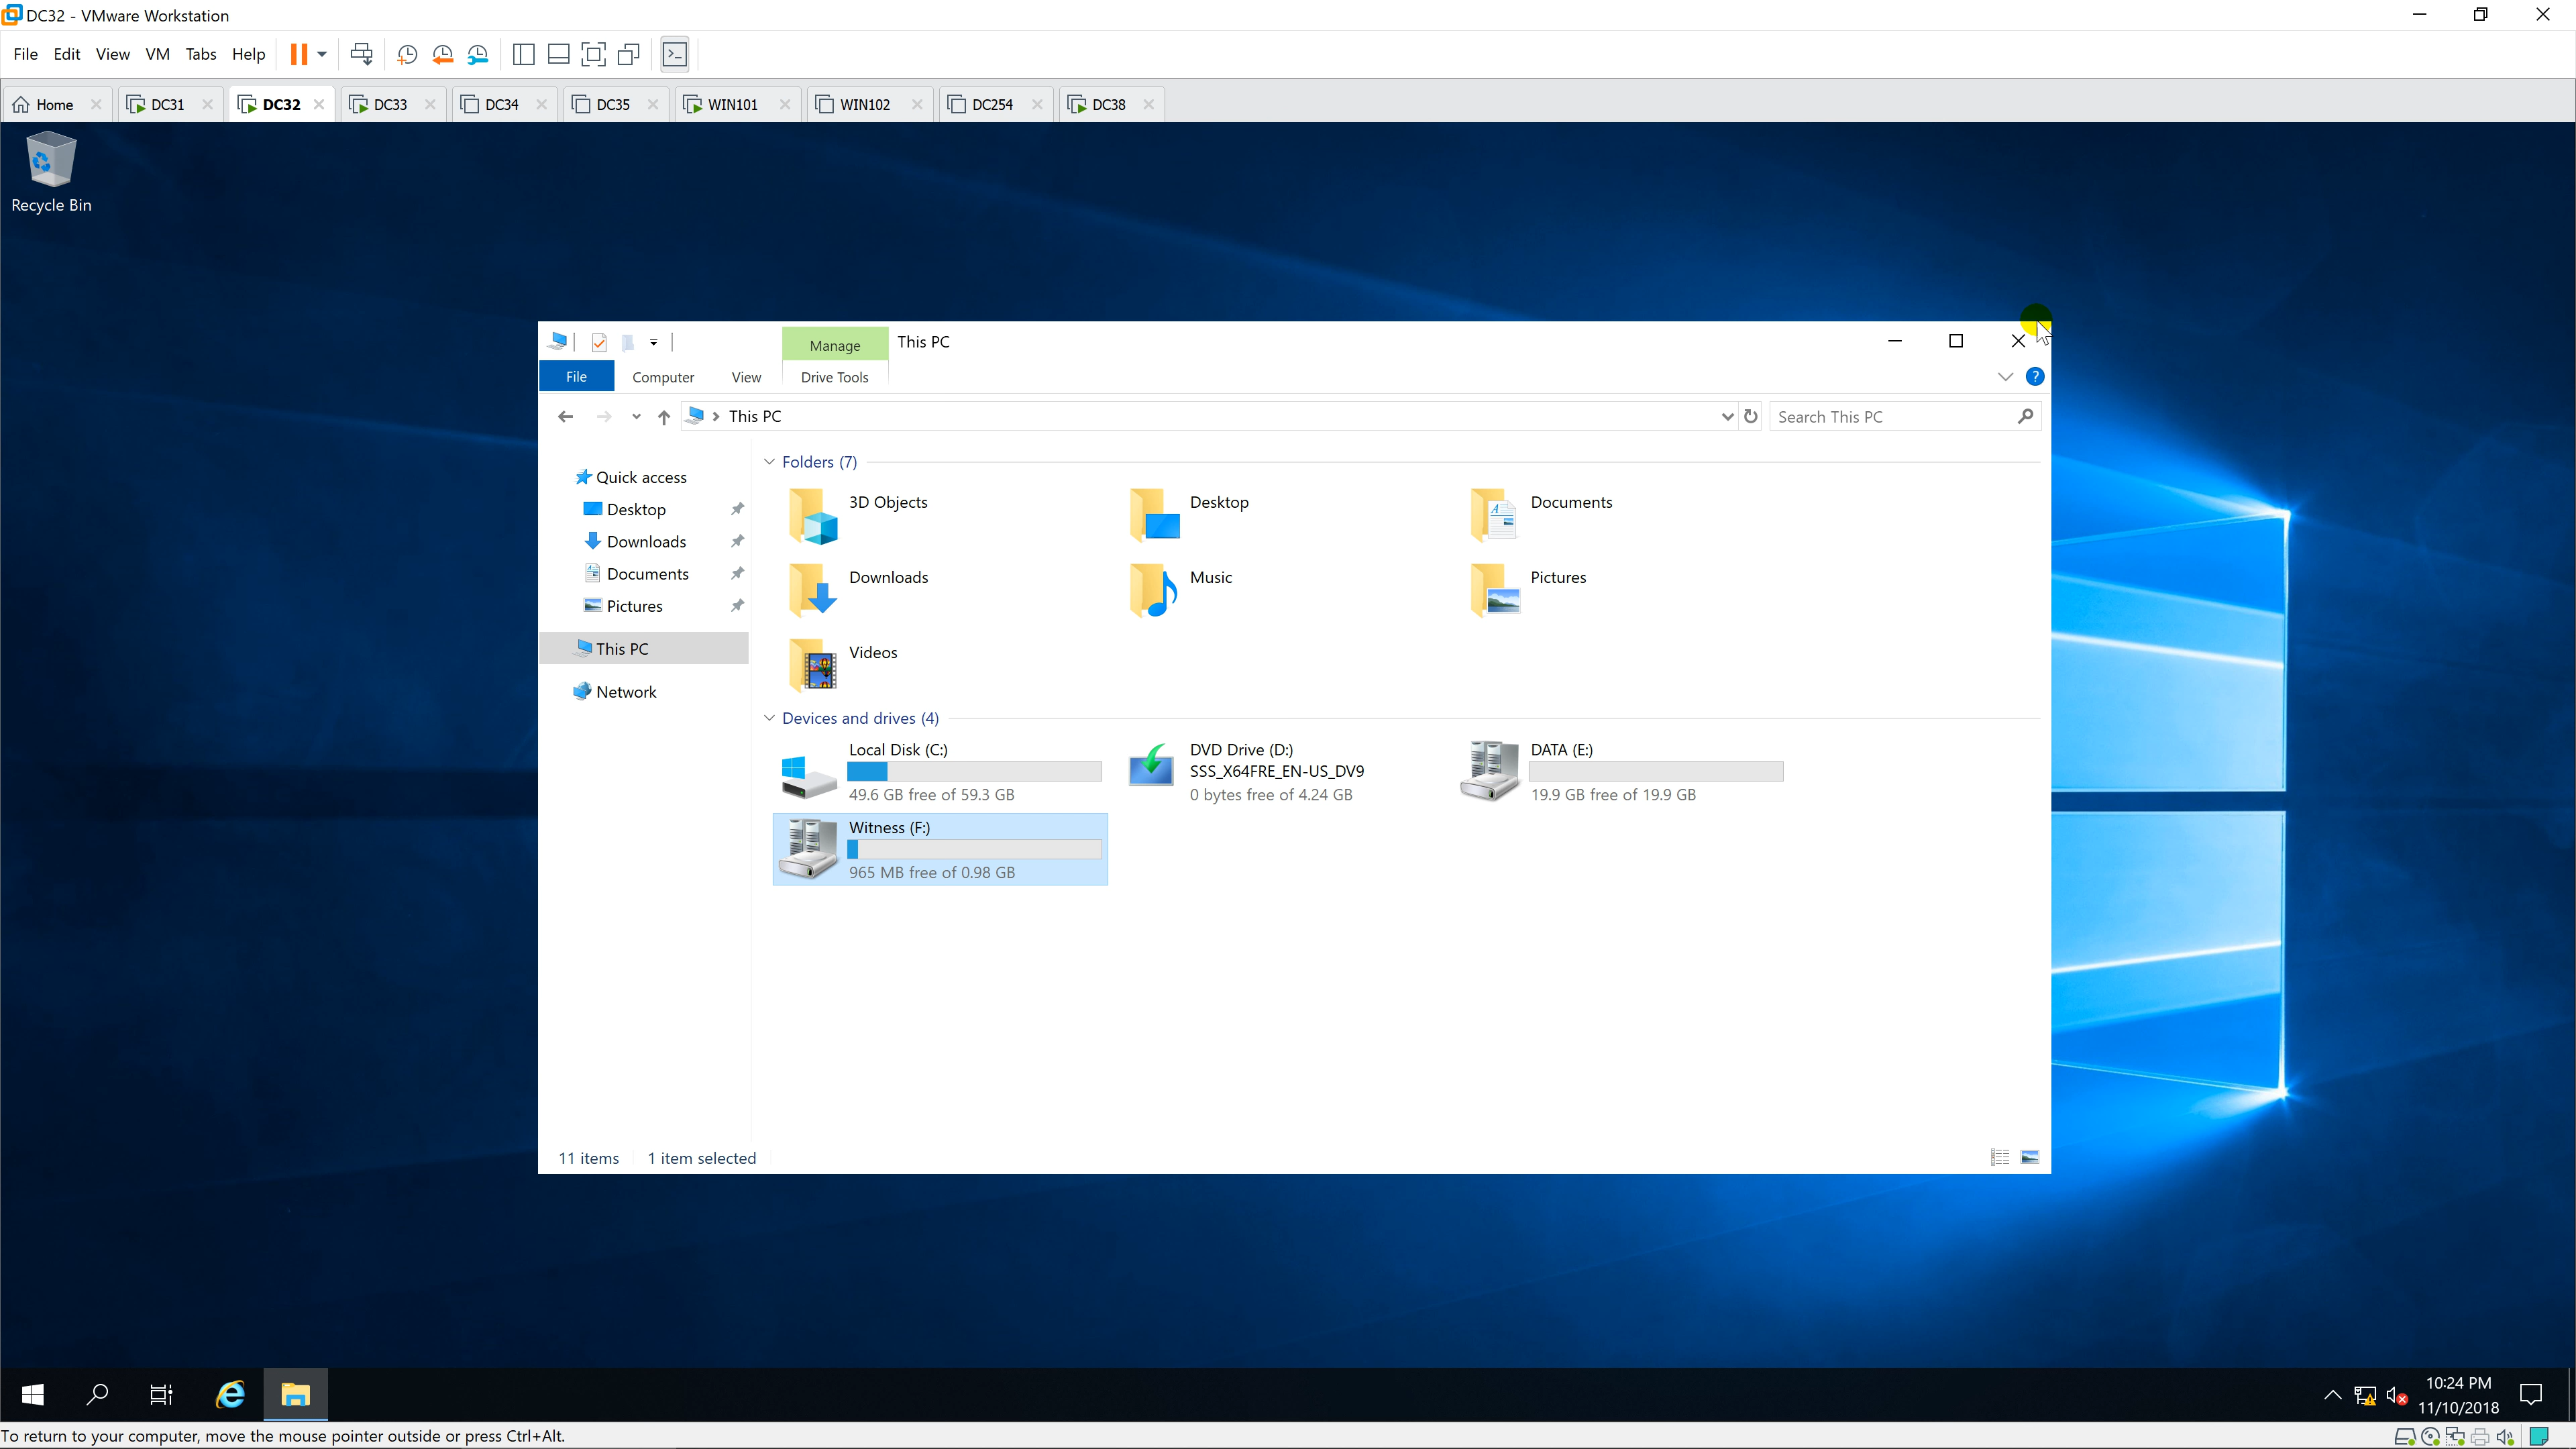 DC32 - VMware Workstation
File Edit View VM Tabs Help
Home DC31 DC32 DC33 DC34 DC35 WIN101 WIN102 DC254 DC38
Recycle Bin
Manage This PC
File Computer View Drive Tools
This PC Search This PC
Quick access
Desktop
Downloads
Documents
Pictures
This PC
Network
Folders (7)
3D Objects Desktop Documents
Downloads Music Pictures
Videos
Devices and drives (4)
Local Disk (C:)
49.6 GB free of 59.3 GB
DVD Drive (D:)
SSS_X64FRE_EN-US_DV9
0 bytes free of 4.24 GB
DATA (E:)
19.9 GB free of 19.9 GB
Witness (F:)
965 MB free of 0.98 GB
11 items 1 item selected
10:24 PM
11/10/2018
To return to your computer, move the mouse pointer outside or press Ctrl+Alt.